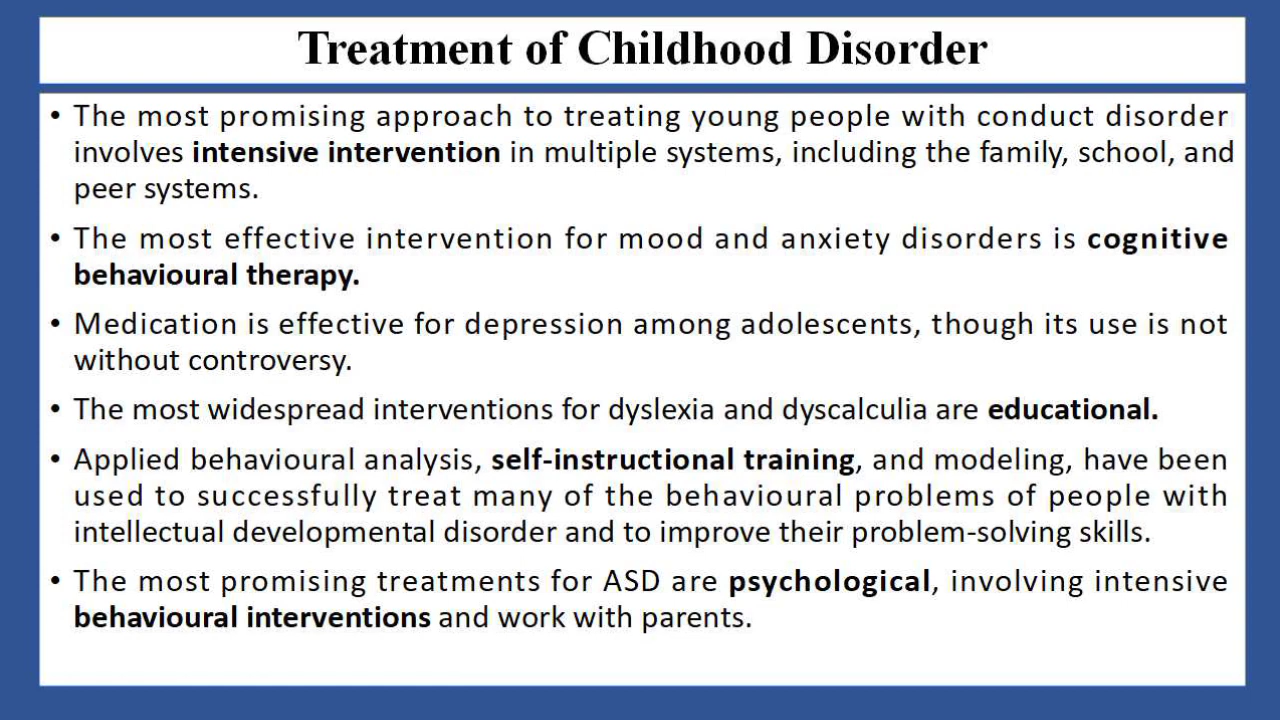 Treatment of Childhood Disorder
• The most promising approach to treating young people with conduct disorder
involves intensive intervention in multiple systems, including the family, school, and
peer systems.
• The most effective intervention for mood and anxiety disorders is cognitive
behavioural therapy.
• Medication is effective for depression among adolescents, though its use is not
without controversy.
• The most widespread interventions for dyslexia and dyscalculia are educational.
• Applied behavioural analysis, self-instructional training, and modeling, have been
used to successfully treat many of the behavioural problems of people with
intellectual developmental disorder and to improve their problem-solving skills.
• The most promising treatments for ASD are psychological, involving intensive
behavioural interventions and work with parents.